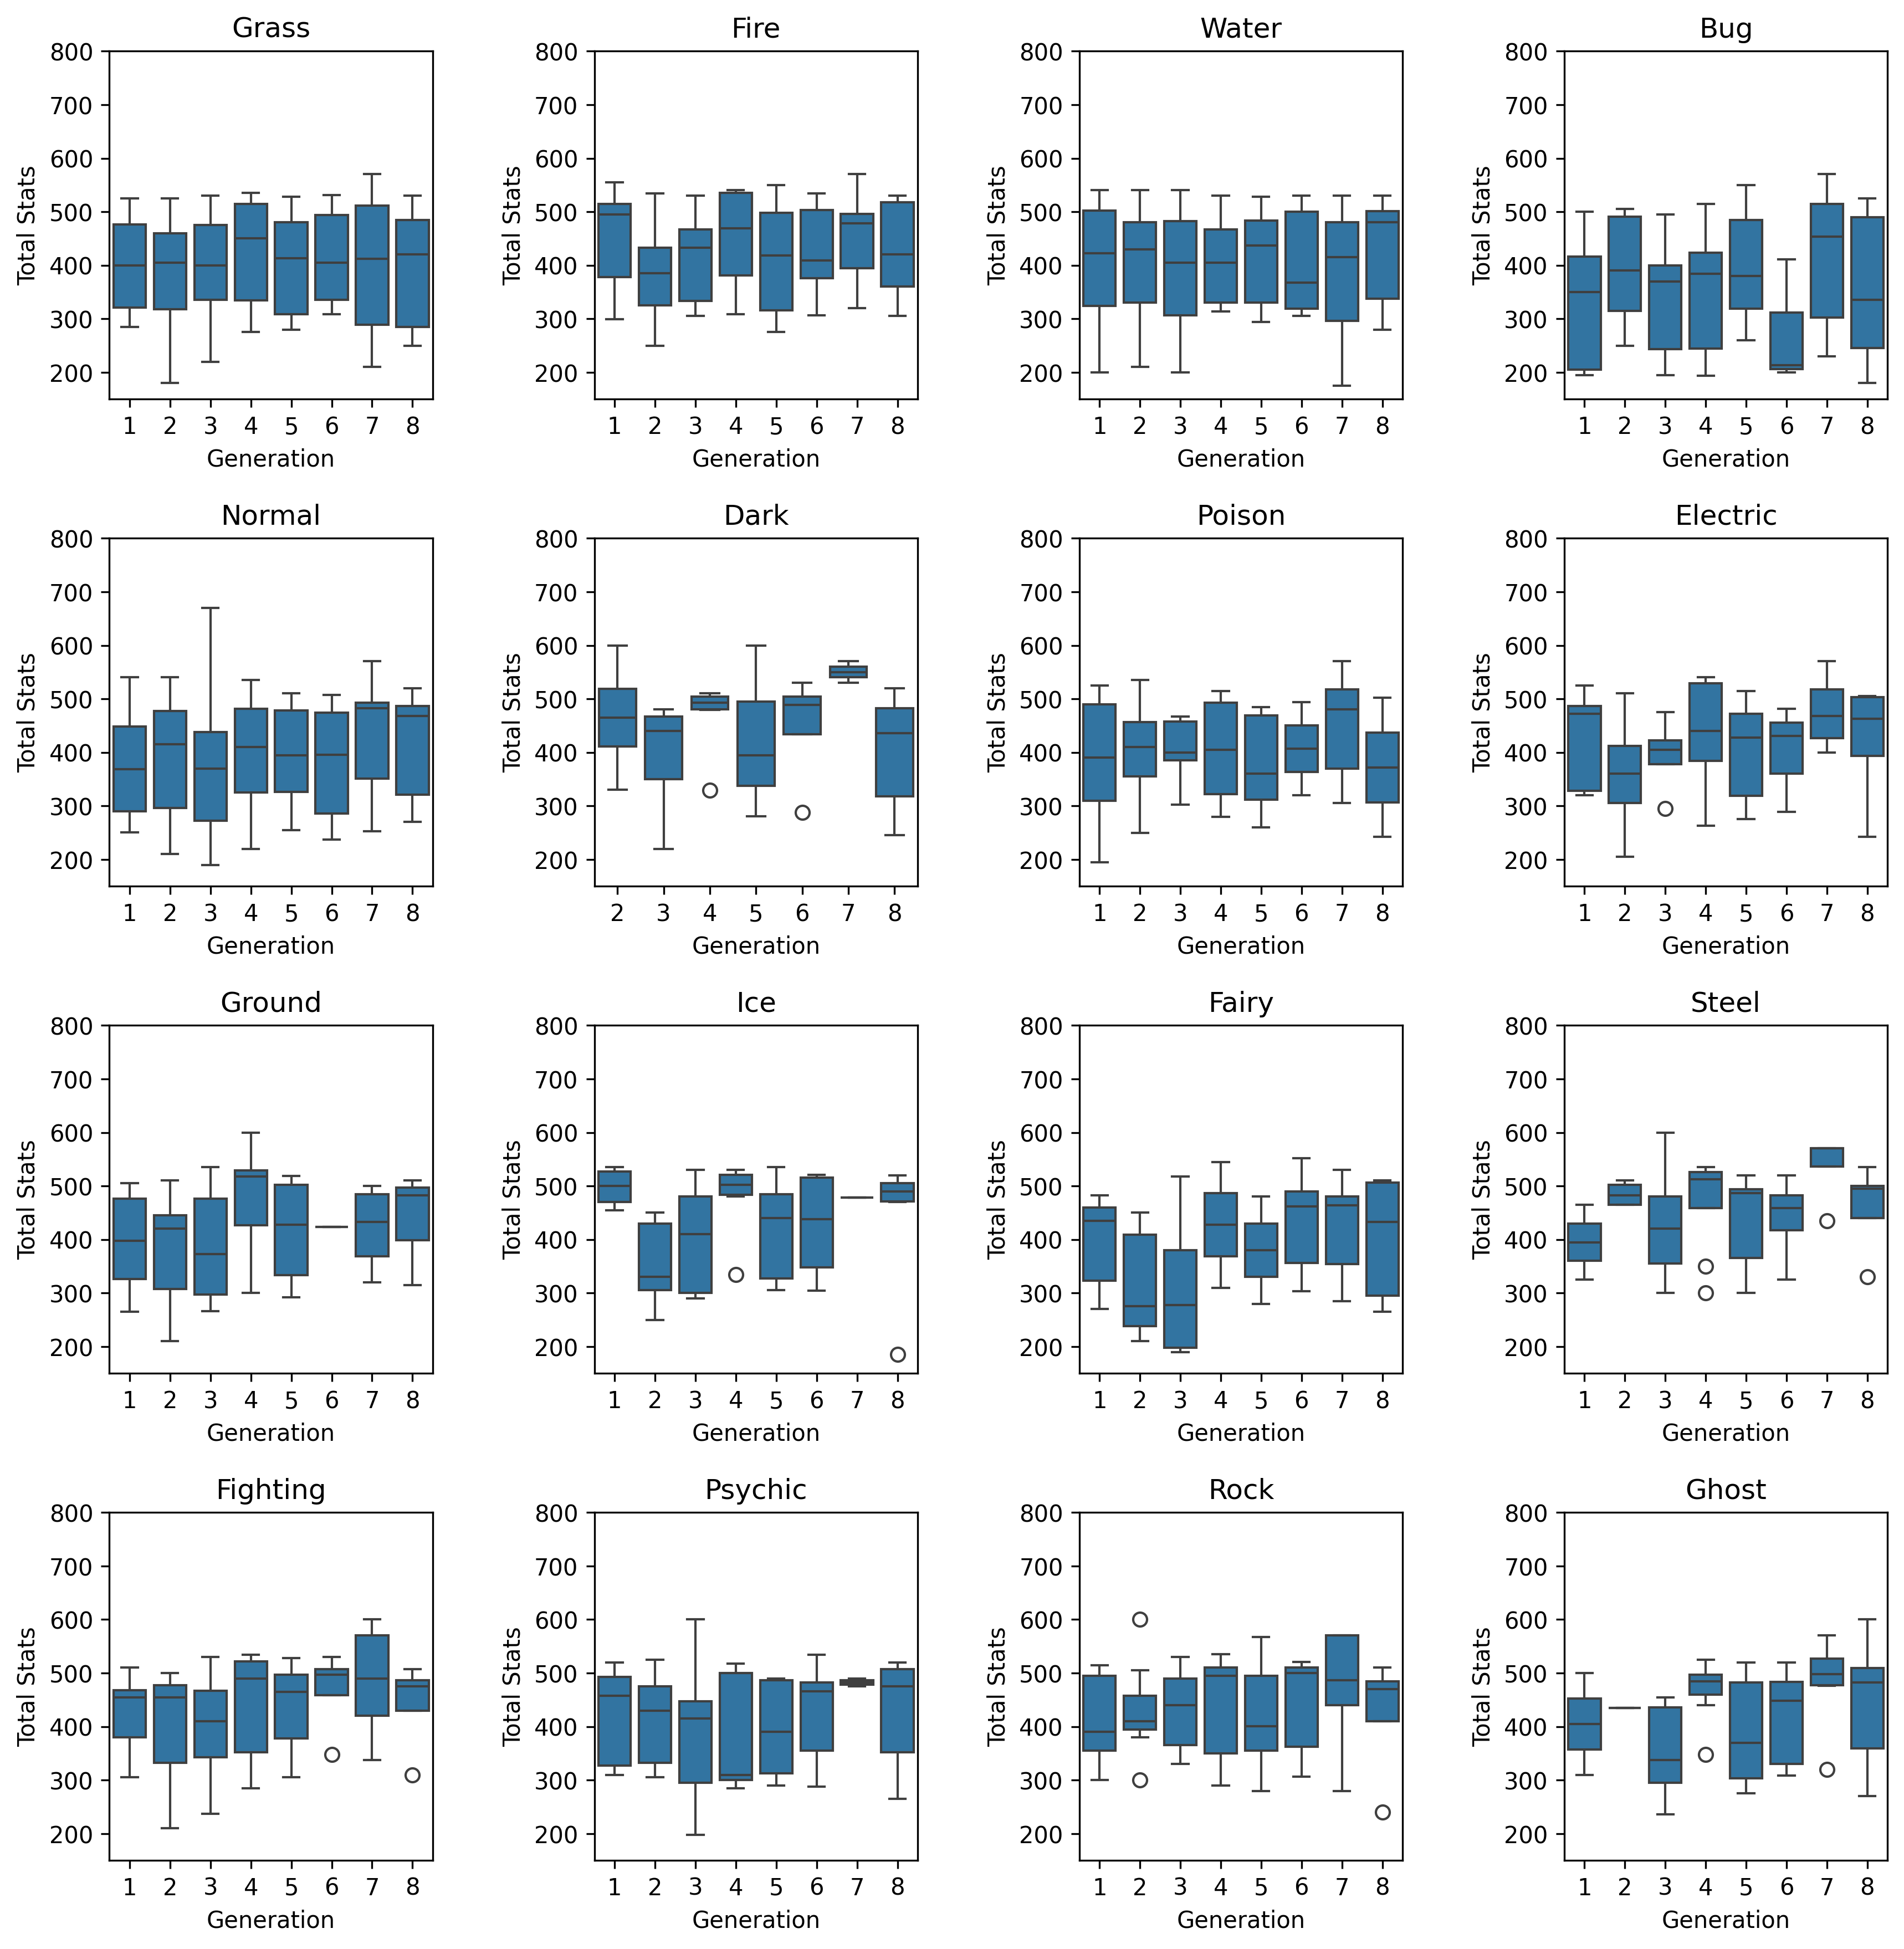 Grass Fire Water Bug
800 800 800 800
700 700 700 700
600 600 600 600
500 500 500 500
400 400 400 400
300 300 300 300
200 200 200 200
Total Stats Total Stats Total Stats Total Stats
1 2 3 4 5 6 7 8 1 2 3 4 5 6 7 8 1 2 3 4 5 6 7 8 1 2 3 4 5 6 7 8
Generation Generation Generation Generation
Normal Dark Poison Electric
800 800 800 800
700 700 700 700
600 600 600 600
500 500 500 500
400 400 400 400
300 300 300 300
200 200 200 200
Total Stats Total Stats Total Stats Total Stats
1 2 3 4 5 6 7 8 2 3 4 5 6 7 8 1 2 3 4 5 6 7 8 1 2 3 4 5 6 7 8
Generation Generation Generation Generation
Ground Ice Fairy Steel
800 800 800 800
700 700 700 700
600 600 600 600
500 500 500 500
400 400 400 400
300 300 300 300
200 200 200 200
Total Stats Total Stats Total Stats Total Stats
1 2 3 4 5 6 7 8 1 2 3 4 5 6 7 8 1 2 3 4 5 6 7 8 1 2 3 4 5 6 7 8
Generation Generation Generation Generation
Fighting Psychic Rock Ghost
800 800 800 800
700 700 700 700
600 600 600 600
500 500 500 500
400 400 400 400
300 300 300 300
200 200 200 200
Total Stats Total Stats Total Stats Total Stats
1 2 3 4 5 6 7 8 1 2 3 4 5 6 7 8 1 2 3 4 5 6 7 8 1 2 3 4 5 6 7 8
Generation Generation Generation Generation